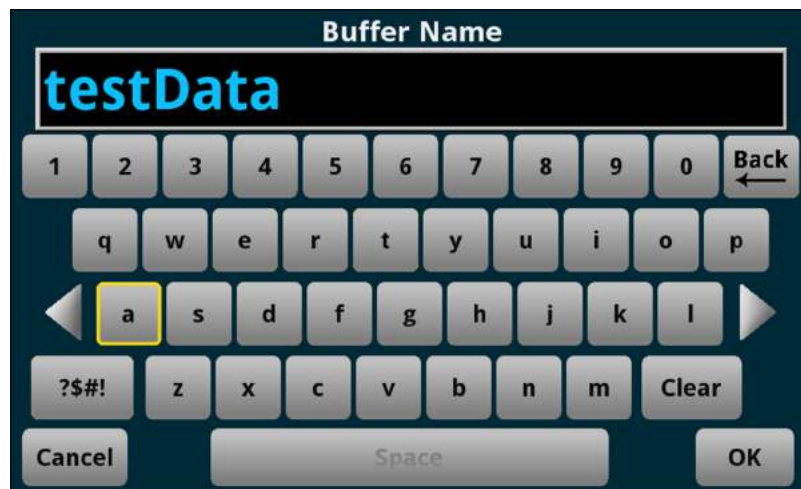 Buffer Name
testData
1 2 3 4 5 6 7 8 9 0 Back
q w e r t y u i o p
a s d f g h j k l
?$#! z x c v b n m Clear
Cancel Space OK